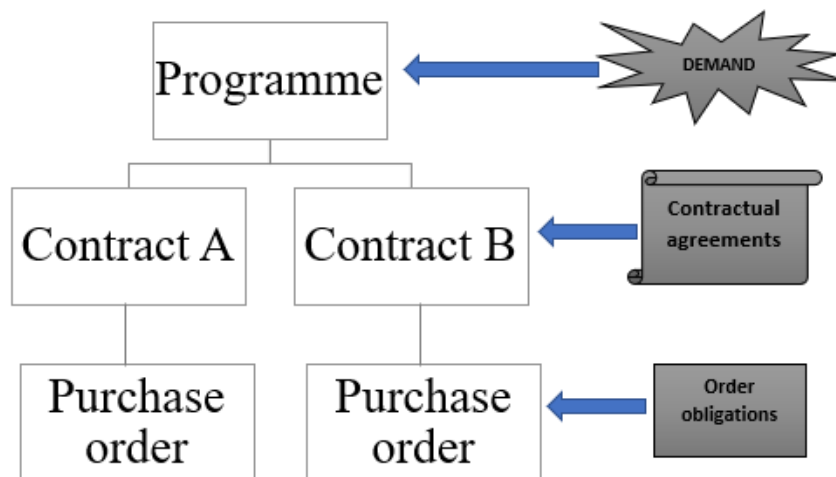 Programme
DEMAND
Contract A
Contract B
Contractual
agreements
Purchase
order
Purchase
order
Order
obligations